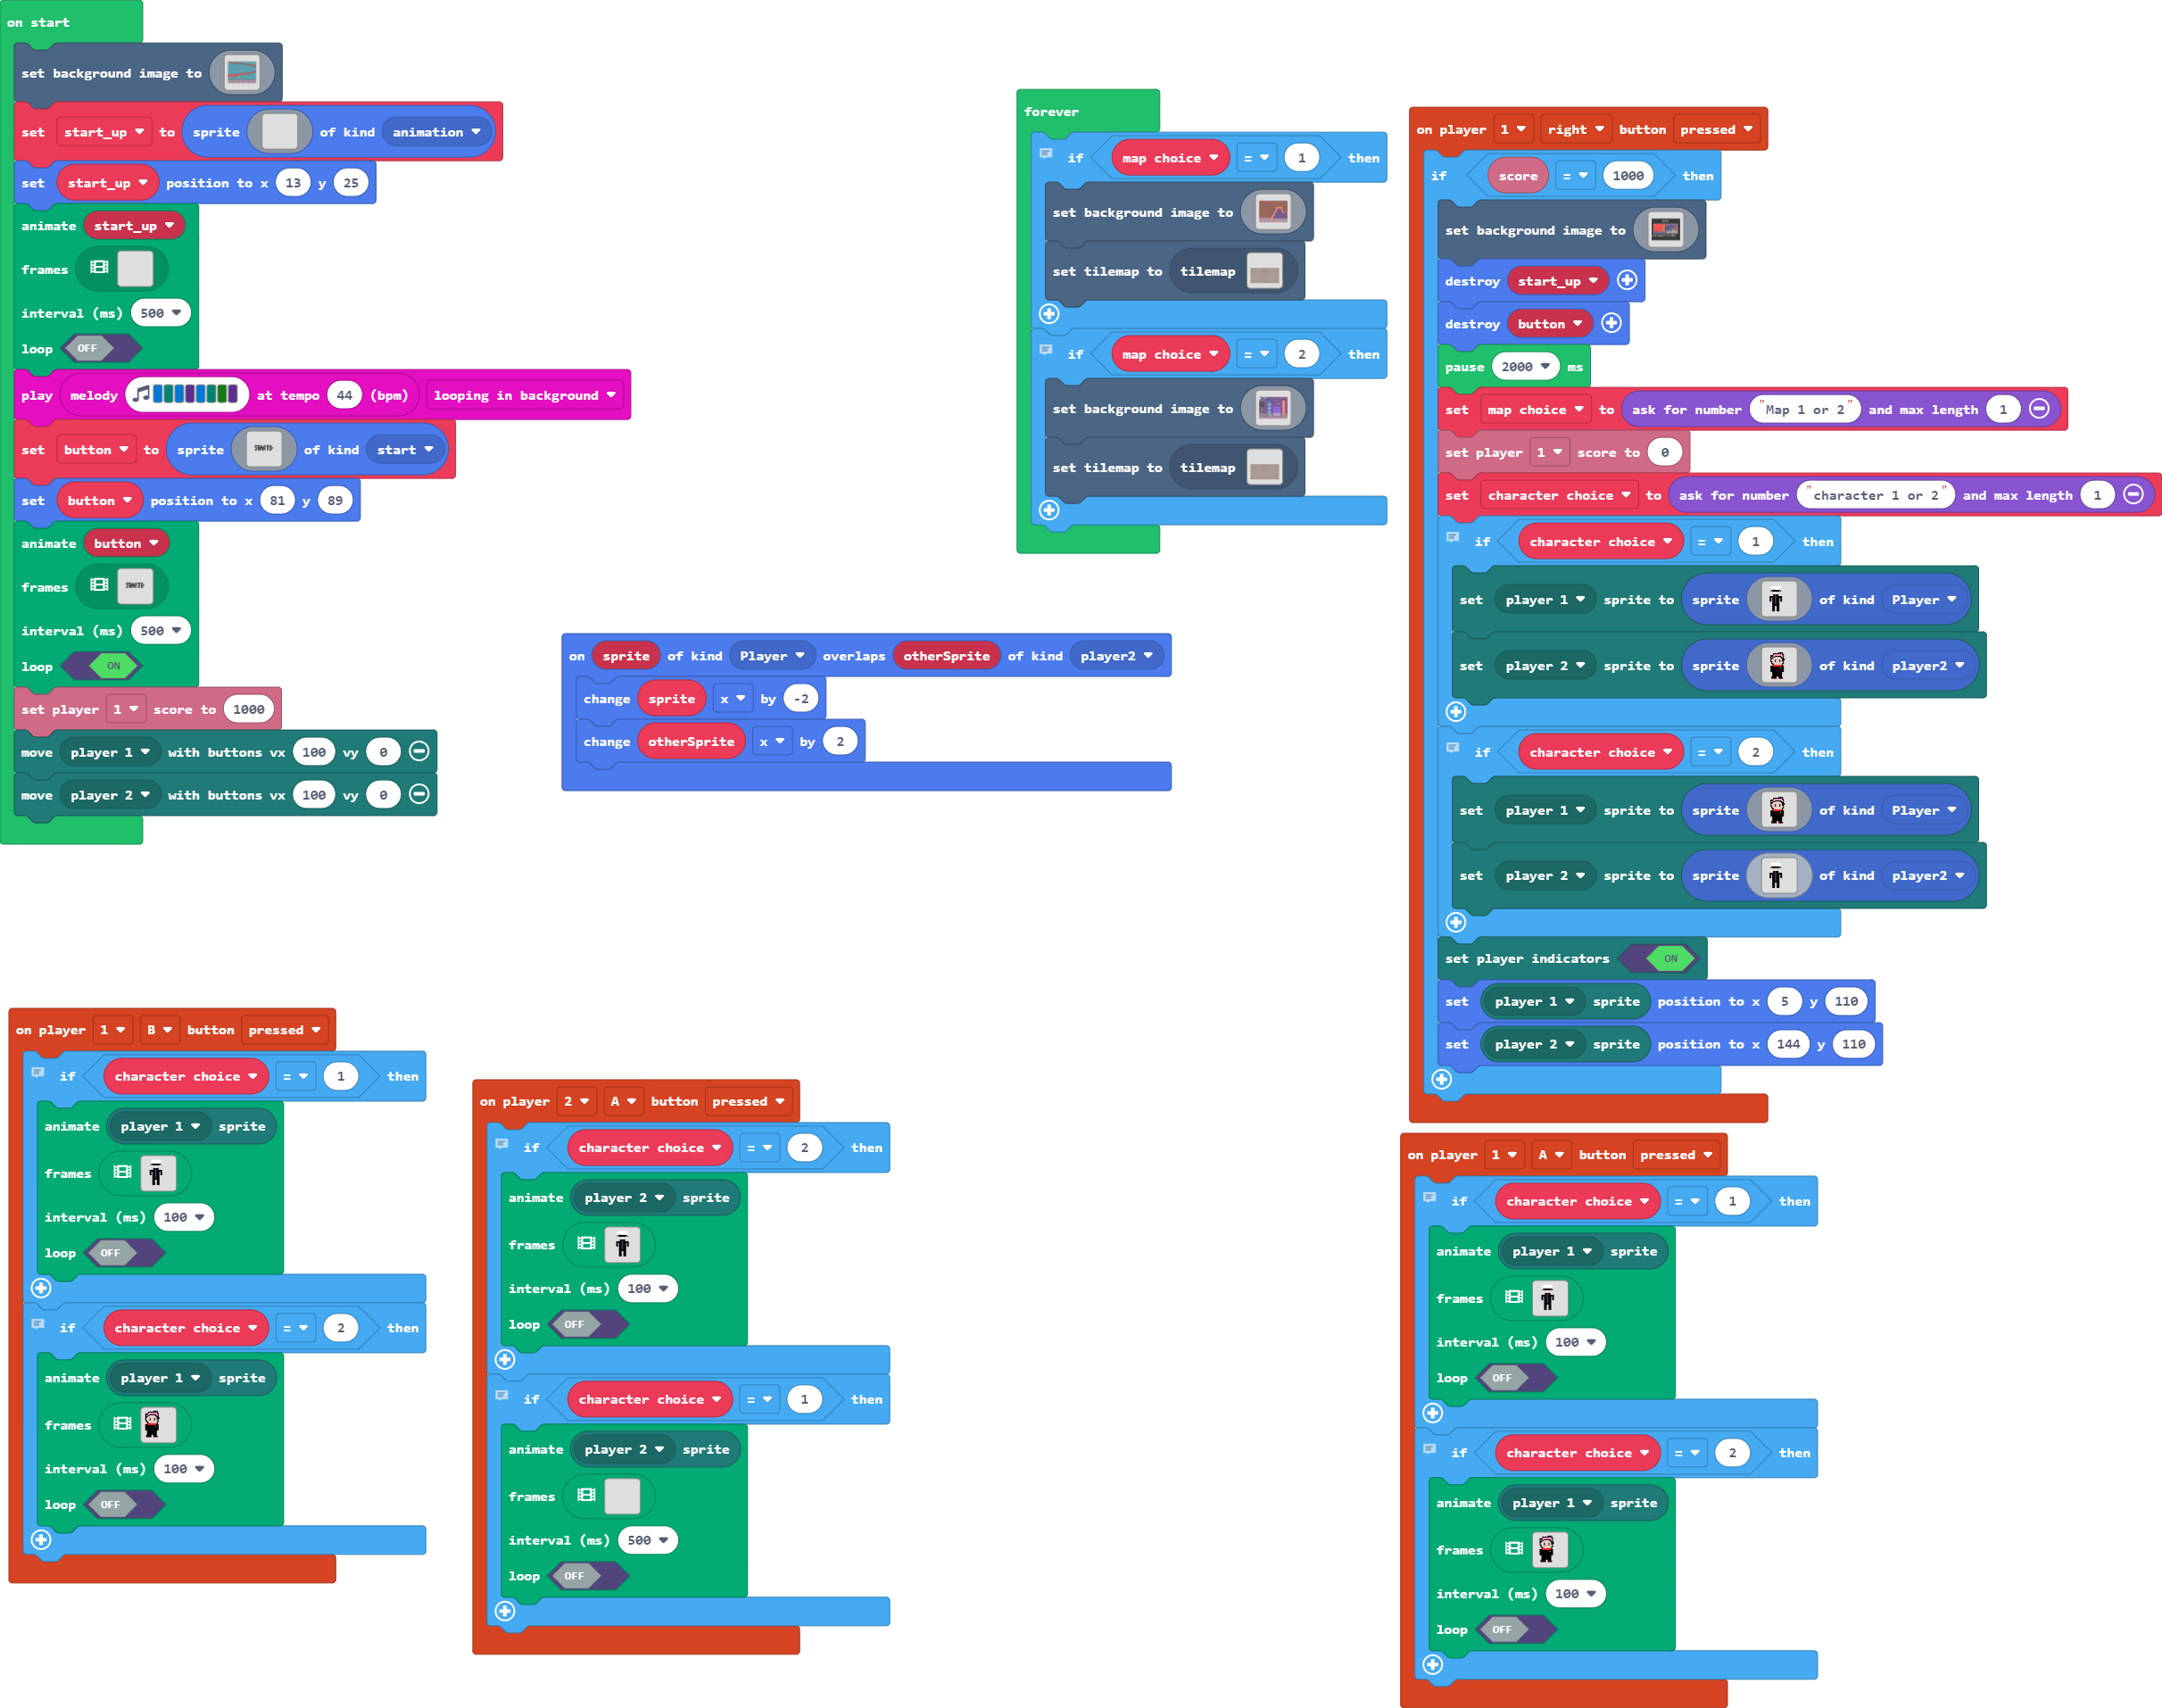 on start
set background image to
set start_up to sprite of kind animation
set start_up position to x 13 y 25
animate start_up
frames
interval (ms) 500
loop OFF
play melody at tempo 44 (bpm) looping in background
set button to sprite START of kind start
set button position to x 81 y 89
animate button
frames START
interval (ms) 500
loop ON
set player 1 score to 1000
move player 1 with buttons vx 100 vy 0
move player 2 with buttons vx 100 vy 0
forever
if map choice = 1 then
set background image to
set tilemap to tilemap
if map choice = 2 then
set background image to
set tilemap to tilemap
on sprite of kind Player overlaps otherSprite of kind player2
change sprite x by -2
change otherSprite x by 2
on player 1 right button pressed
if score = 1000 then
set background image to
destroy start_up
destroy button
pause 2000 ms
set map choice to ask for number "Map 1 or 2" and max length 1
set player 1 score to 0
set character choice to ask for number "character 1 or 2" and max length 1
if character choice = 1 then
set player 1 sprite to sprite of kind Player
set player 2 sprite to sprite of kind player2
if character choice = 2 then
set player 1 sprite to sprite of kind Player
set player 2 sprite to sprite of kind player2
set player indicators ON
set player 1 sprite position to x 5 y 110
set player 2 sprite position to x 144 y 110
on player 1 B button pressed
if character choice = 1 then
animate player 1 sprite
frames
interval (ms) 100
loop OFF
if character choice = 2 then
animate player 1 sprite
frames
interval (ms) 100
loop OFF
on player 2 A button pressed
if character choice = 2 then
animate player 2 sprite
frames
interval (ms) 100
loop OFF
if character choice = 1 then
animate player 2 sprite
frames
interval (ms) 500
loop OFF
on player 1 A button pressed
if character choice = 1 then
animate player 1 sprite
frames
interval (ms) 100
loop OFF
if character choice = 2 then
animate player 1 sprite
frames
interval (ms) 100
loop OFF